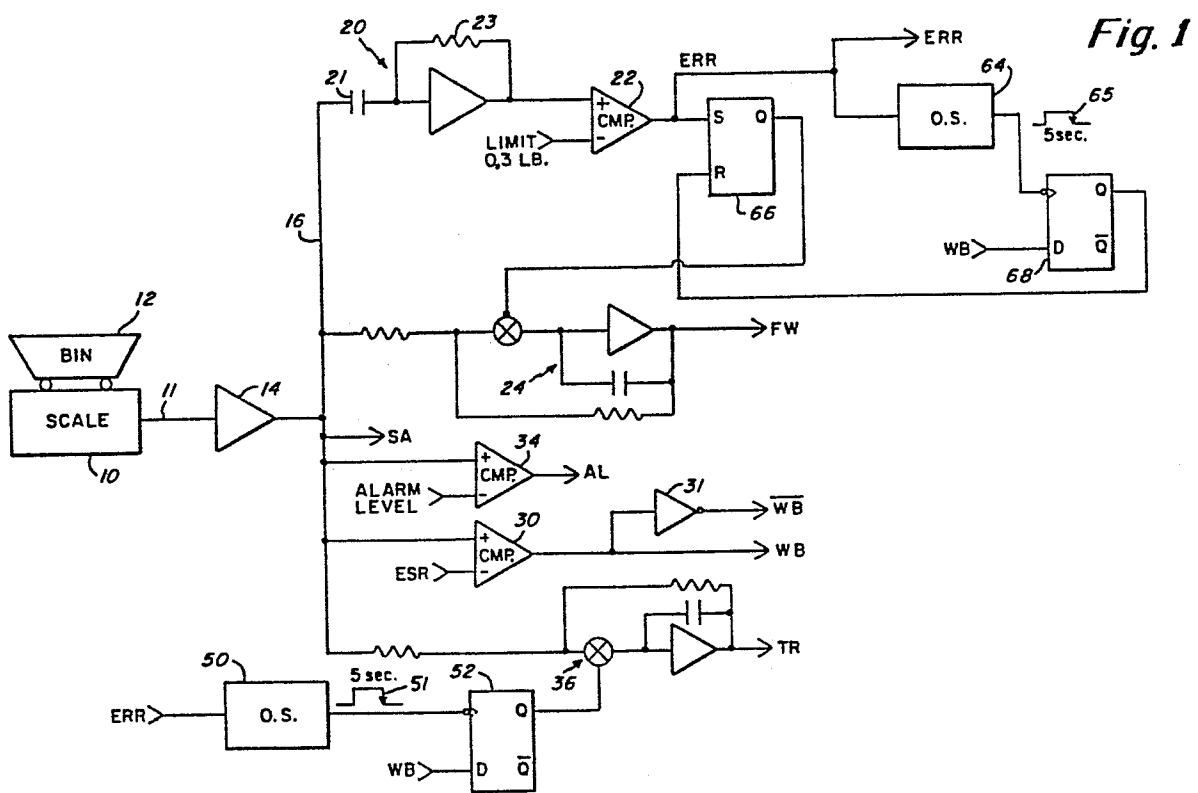 Fig. 1
20
23
21
22
ERR
ERR
64
65
+
CMP.
-
LIMIT
0,3 LB.
S
Q
R
66
O.S.
5sec.
Q
D
Q̅
WB
68
16
12
BIN
11
14
SCALE
10
24
FW
SA
34
+
CMP.
-
AL
ALARM
LEVEL
31
W̅B̅
30
+
CMP.
-
WB
ESR
36
TR
50
5 sec.
51
52
ERR
O.S.
Q
WB
D
Q̅